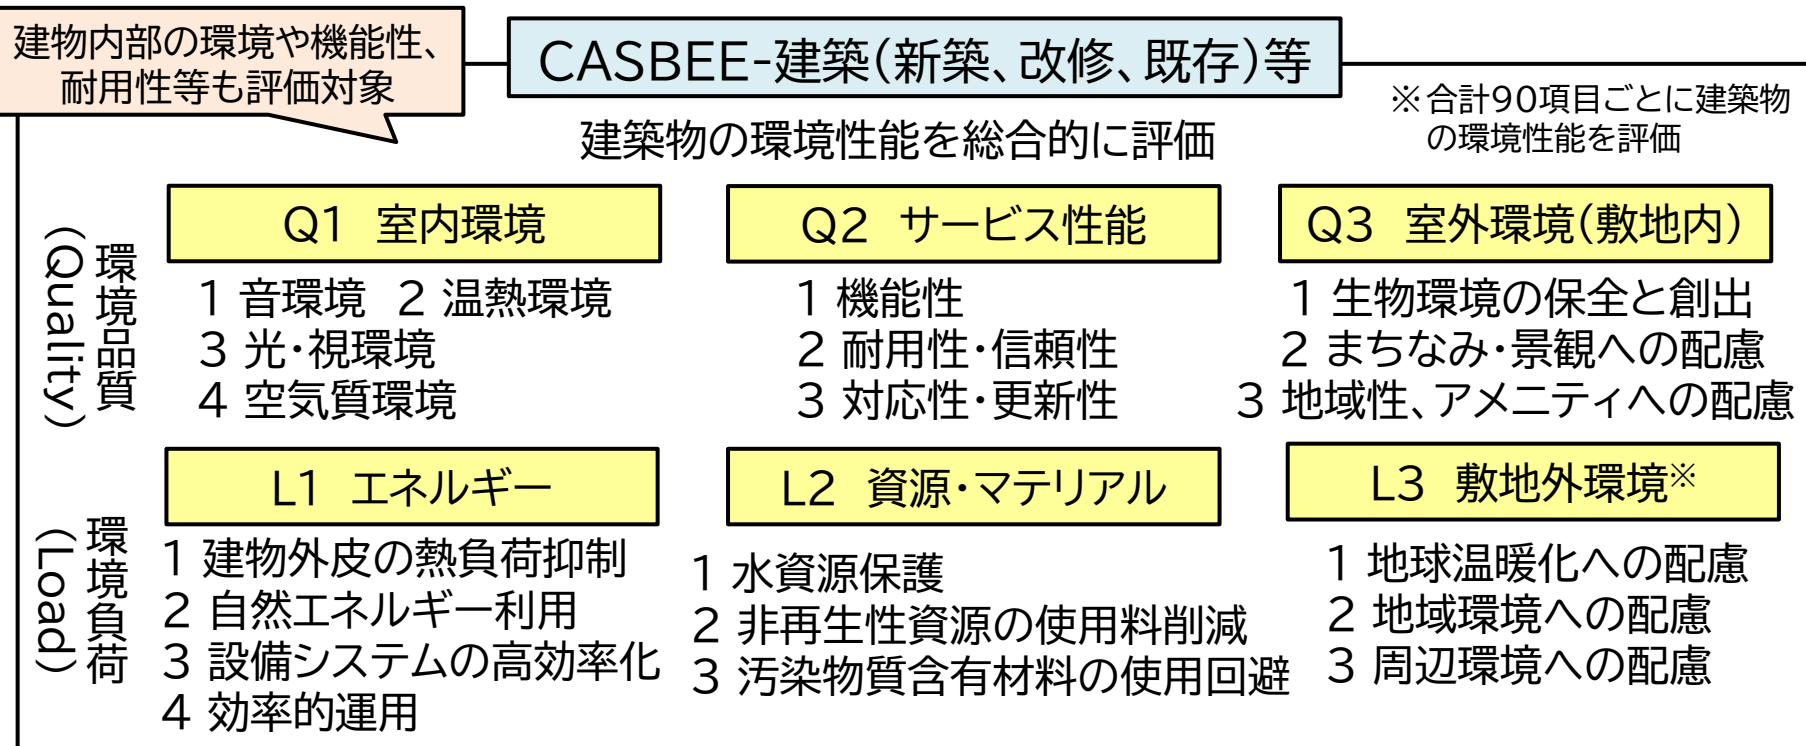 建物内部の環境や機能性、
耐用性等も評価対象
CASBEE-建築(新築、改修、既存)等
※合計90項目ごとに建築物
の環境性能を評価
建築物の環境性能を総合的に評価
環境品質
(Quality)
Q1 室内環境
1 音環境 2 温熱環境
3 光・視環境
4 空気質環境
Q2 サービス性能
1 機能性
2 耐用性・信頼性
3 対応性・更新性
Q3 室外環境(敷地内)
1 生物環境の保全と創出
2 まちなみ・景観への配慮
3 地域性、アメニティへの配慮
環境負荷
(Load)
L1 エネルギー
1 建物外皮の熱負荷抑制
2 自然エネルギー利用
3 設備システムの高効率化
4 効率的運用
L2 資源・マテリアル
1 水資源保護
2 非再生性資源の使用料削減
3 汚染物質含有材料の使用回避
L3 敷地外環境※
1 地球温暖化への配慮
2 地域環境への配慮
3 周辺環境への配慮